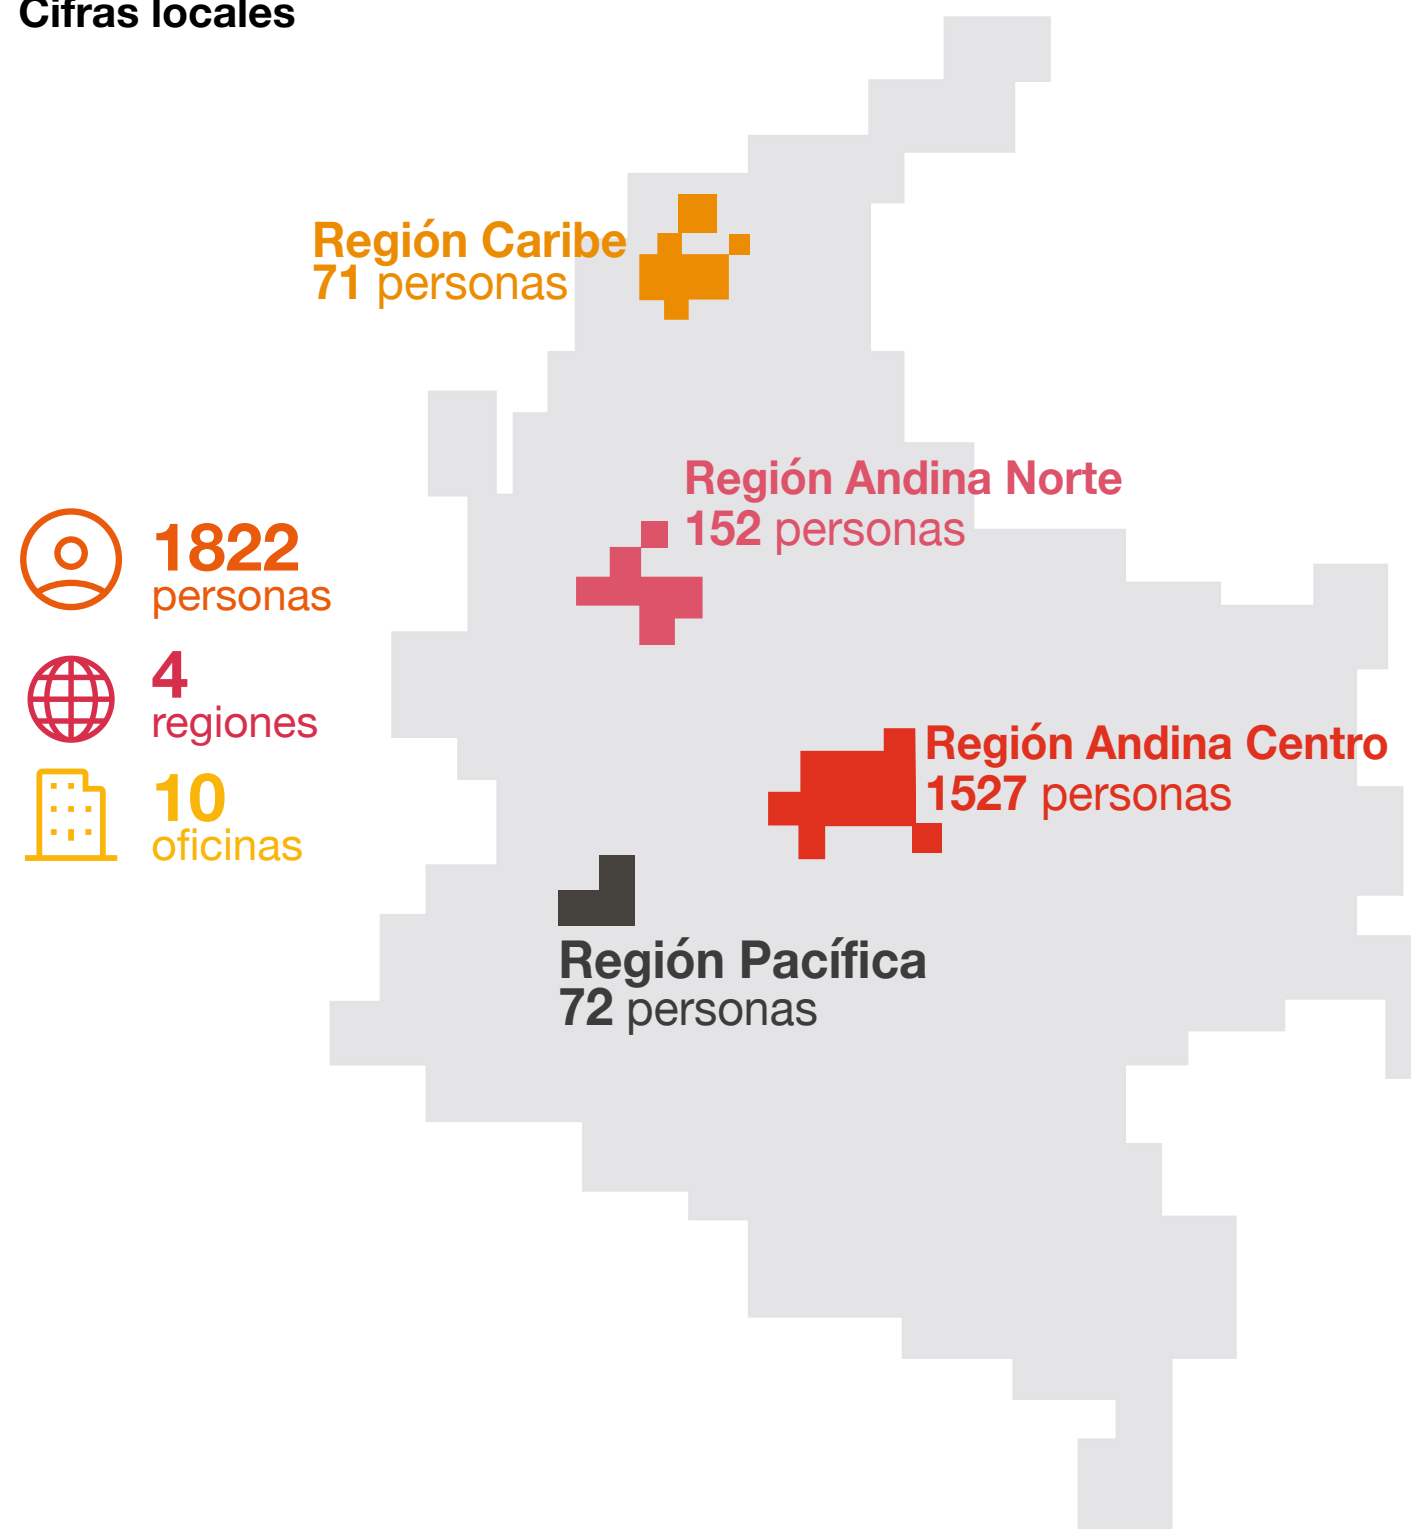 Cifras locales
Región Caribe
71 personas
Región Andina Norte
152 personas
1822
personas
4
regiones
10
oficinas
Región Andina Centro
1527 personas
Región Pacífica
72 personas